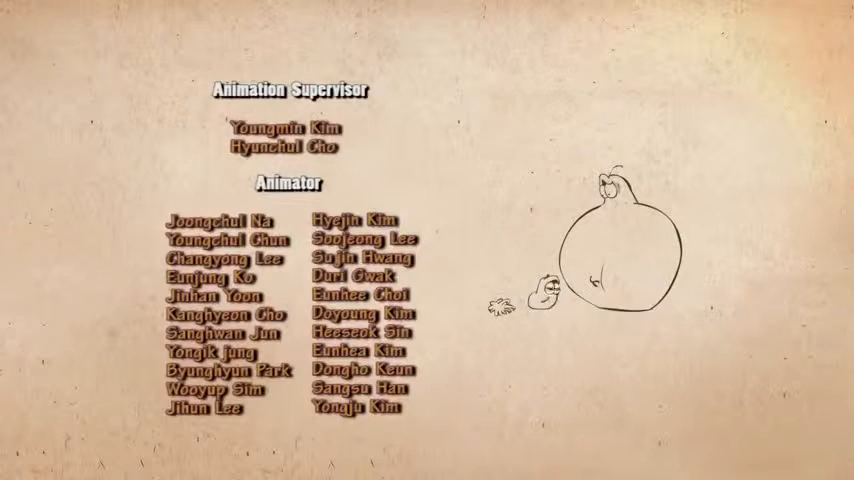 Animation Supervisor
Youngmin Kim
Hyunchul Cho
Animator
Joongchul Na
Youngchul Chun
Changyong Lee
Eunjung Ko
Jinhan Yoon
Kanghyeon Cho
Sanghwan Jun
Yongik Jung
Byunghyun Park
Wooyup Sim
Jihun Lee
Hyejin Kim
Soojeong Lee
Sujin Hwang
Duri Gwak
Eunhee Choi
Doyoung Kim
Heeseok Sin
Eunhea Kim
Dongho Keun
Sangsu Han
Yongju Kim